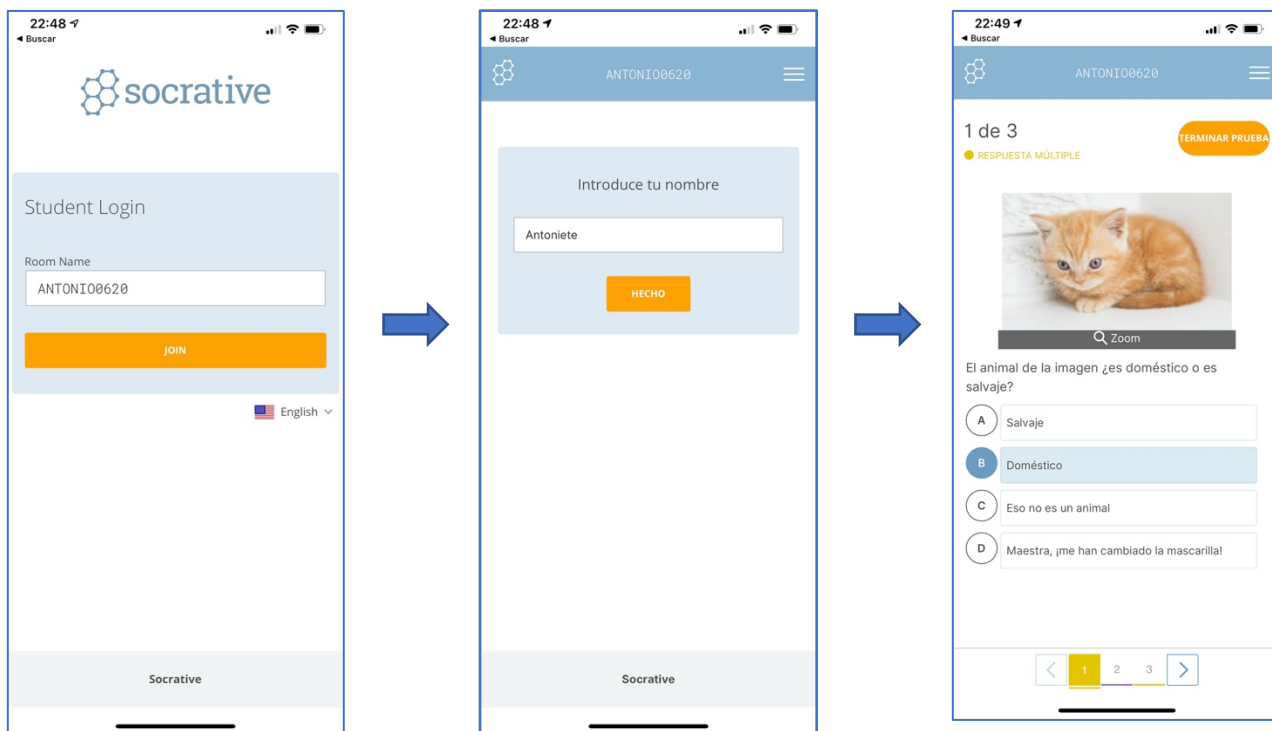 22:48
◄ Buscar
socrative
Student Login
Room Name
ANTONIO0620
JOIN
English
Socrative
22:48
◄ Buscar
ANTONIO0620
Introduce tu nombre
Antoniete
HECHO
Socrative
22:49
◄ Buscar
ANTONIO0620
1 de 3
TERMINAR PRUEBA
RESPUESTA MÚLTIPLE
Zoom
El animal de la imagen ¿es doméstico o es
salvaje?
A Salvaje
B Doméstico
C Eso no es un animal
D Maestra, ¡me han cambiado la mascarilla!
1 2 3